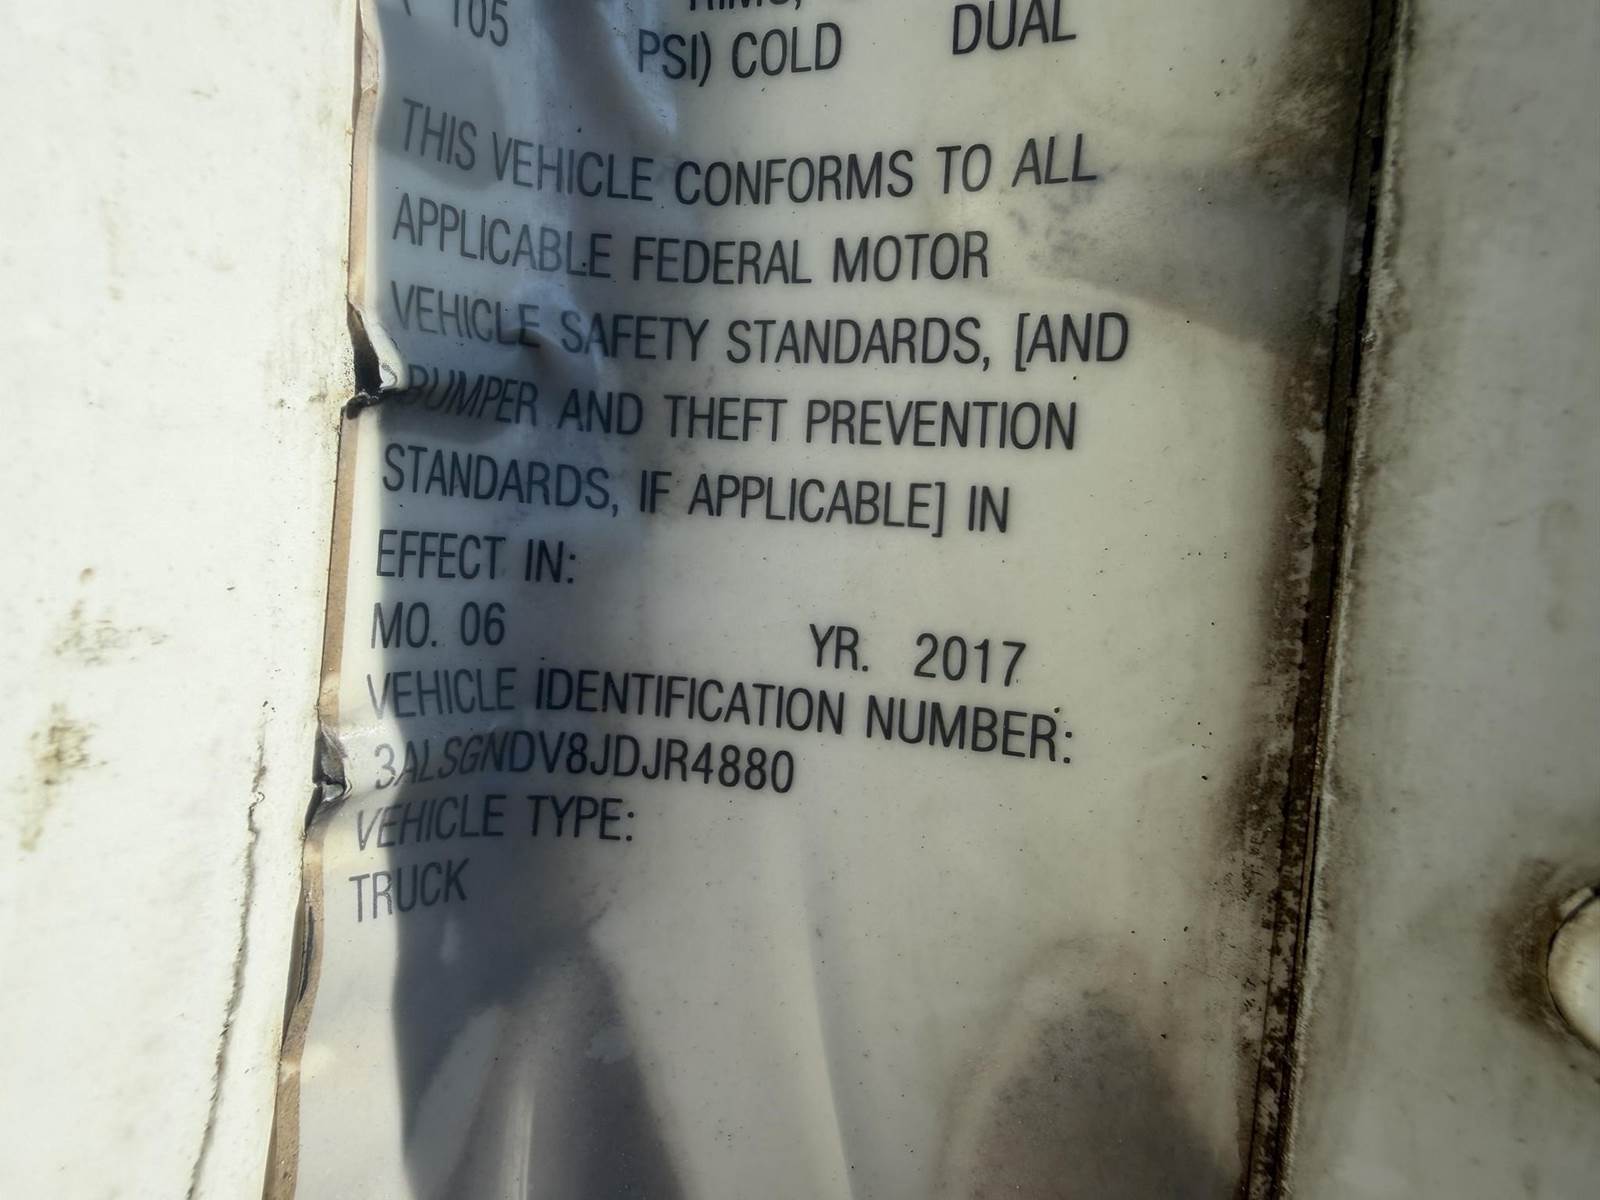 105 PSI) COLD DUAL
THIS VEHICLE CONFORMS TO ALL
APPLICABLE FEDERAL MOTOR
VEHICLE SAFETY STANDARDS, [AND
BUMPER AND THEFT PREVENTION
STANDARDS, IF APPLICABLE] IN
EFFECT IN:
MO. 06 YR. 2017
VEHICLE IDENTIFICATION NUMBER:
3ALSGNDV8JDJR4880
VEHICLE TYPE:
TRUCK